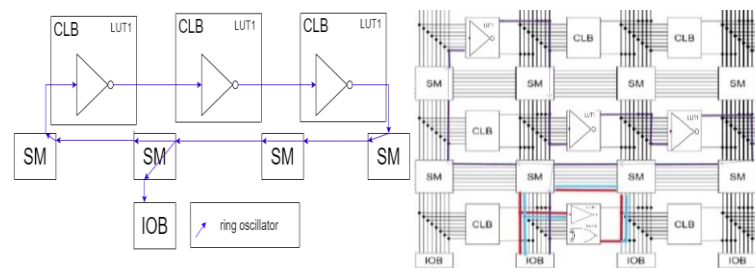 CLB LUT1 CLB LUT1 CLB LUT1
SM SM SM SM
IOB
ring oscillator
LUT1 CLB CLB
SM SM SM SM
CLB LUT1 LUT1
SM SM SM SM
CLB CLB
IOB IOB IOB IOB